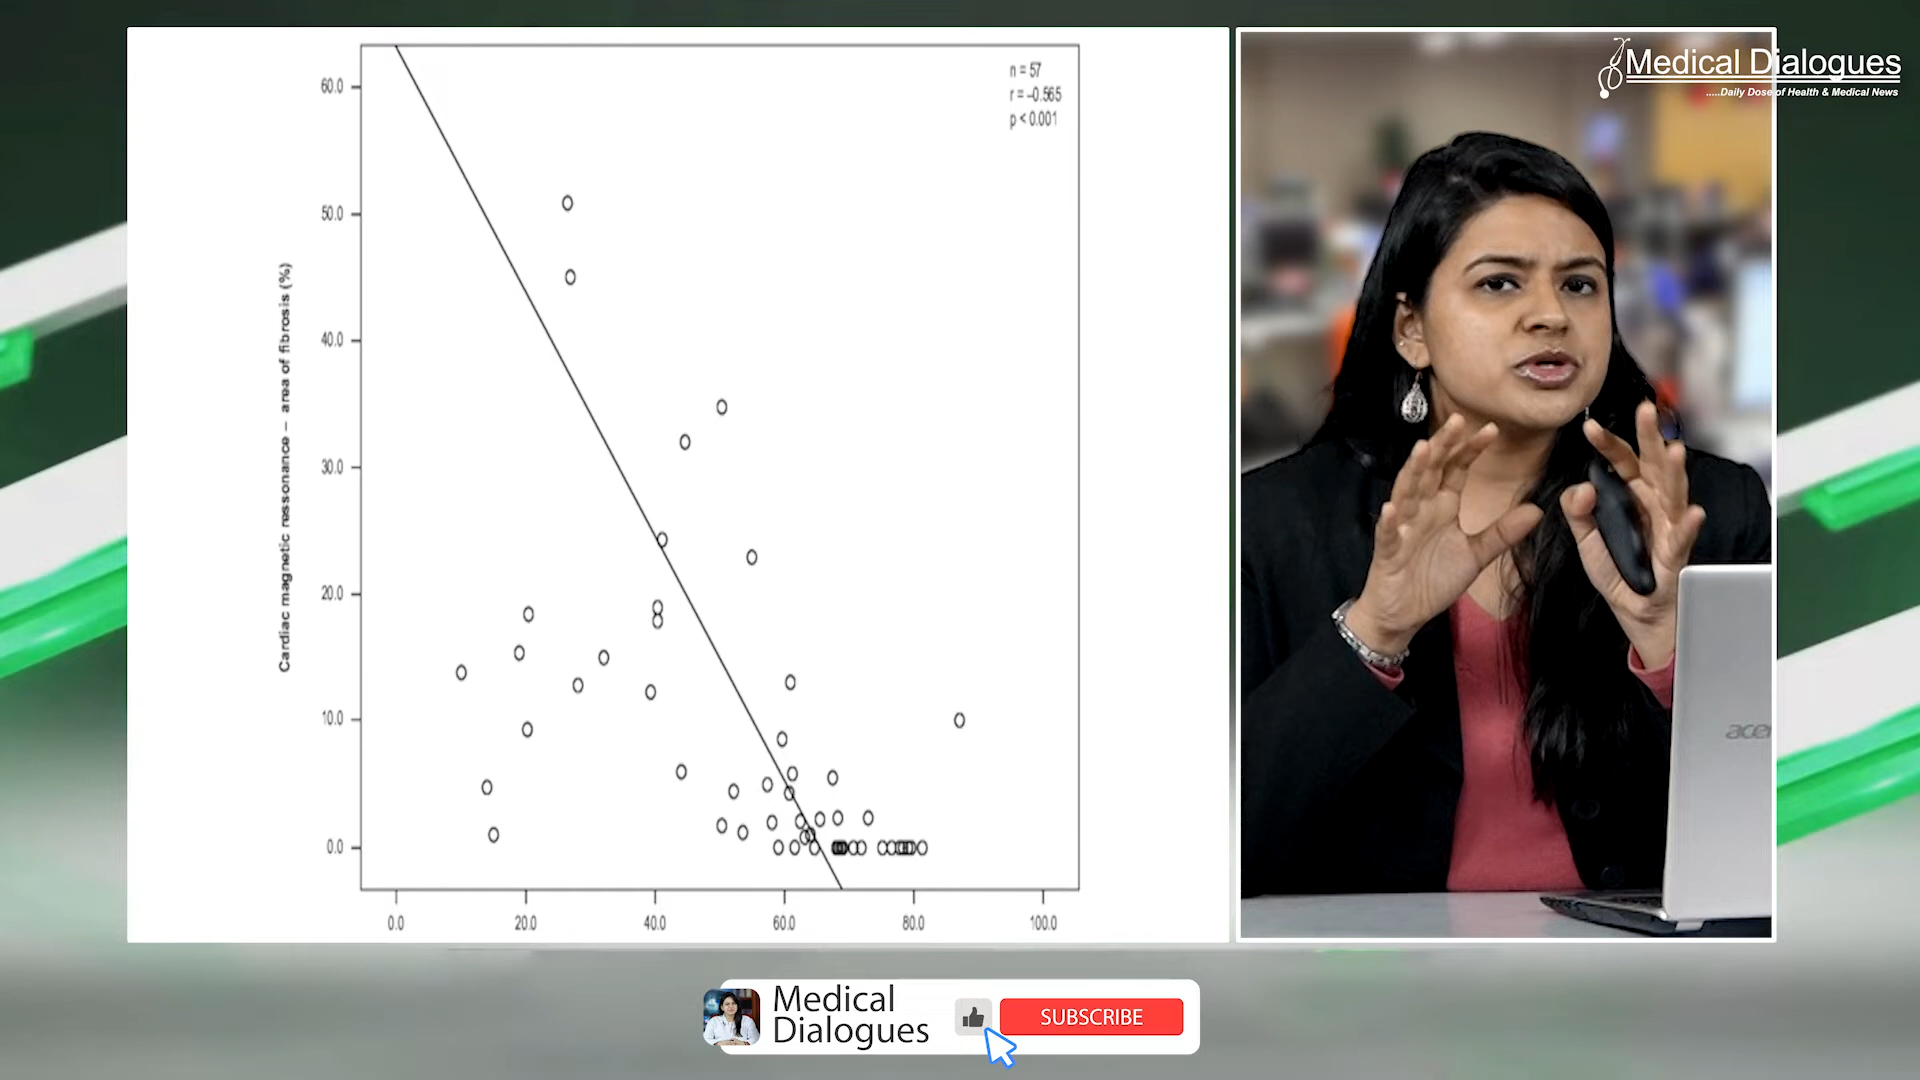 n = 57
r = –0.565
p < 0.001
Cardiac magnetic ressonance – area of fibrosis (%)
60.0
50.0
40.0
30.0
20.0
10.0
0.0
0.0 20.0 40.0 60.0 80.0 100.0
Medical Dialogues
.....Daily Dose of Health & Medical News
acer
Medical
Dialogues
SUBSCRIBE